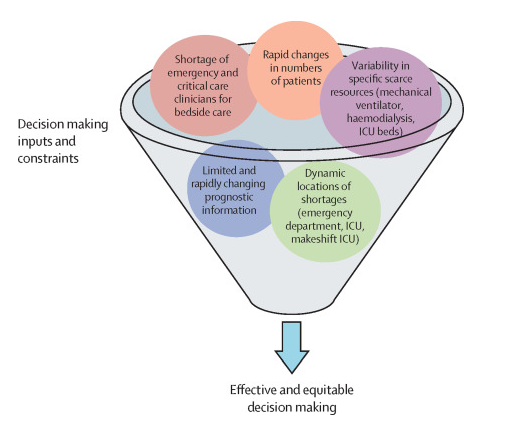 Shortage of
emergency and
critical care
clinicians for
bedside care
Rapid changes
in numbers
of patients
Variability in
specific scarce
resources (mechanical
ventilator,
haemodialysis,
ICU beds)
Decision making
inputs and
constraints
Limited and
rapidly changing
prognostic
information
Dynamic
locations of
shortages
(emergency
department, ICU,
makeshift ICU)
Effective and equitable
decision making